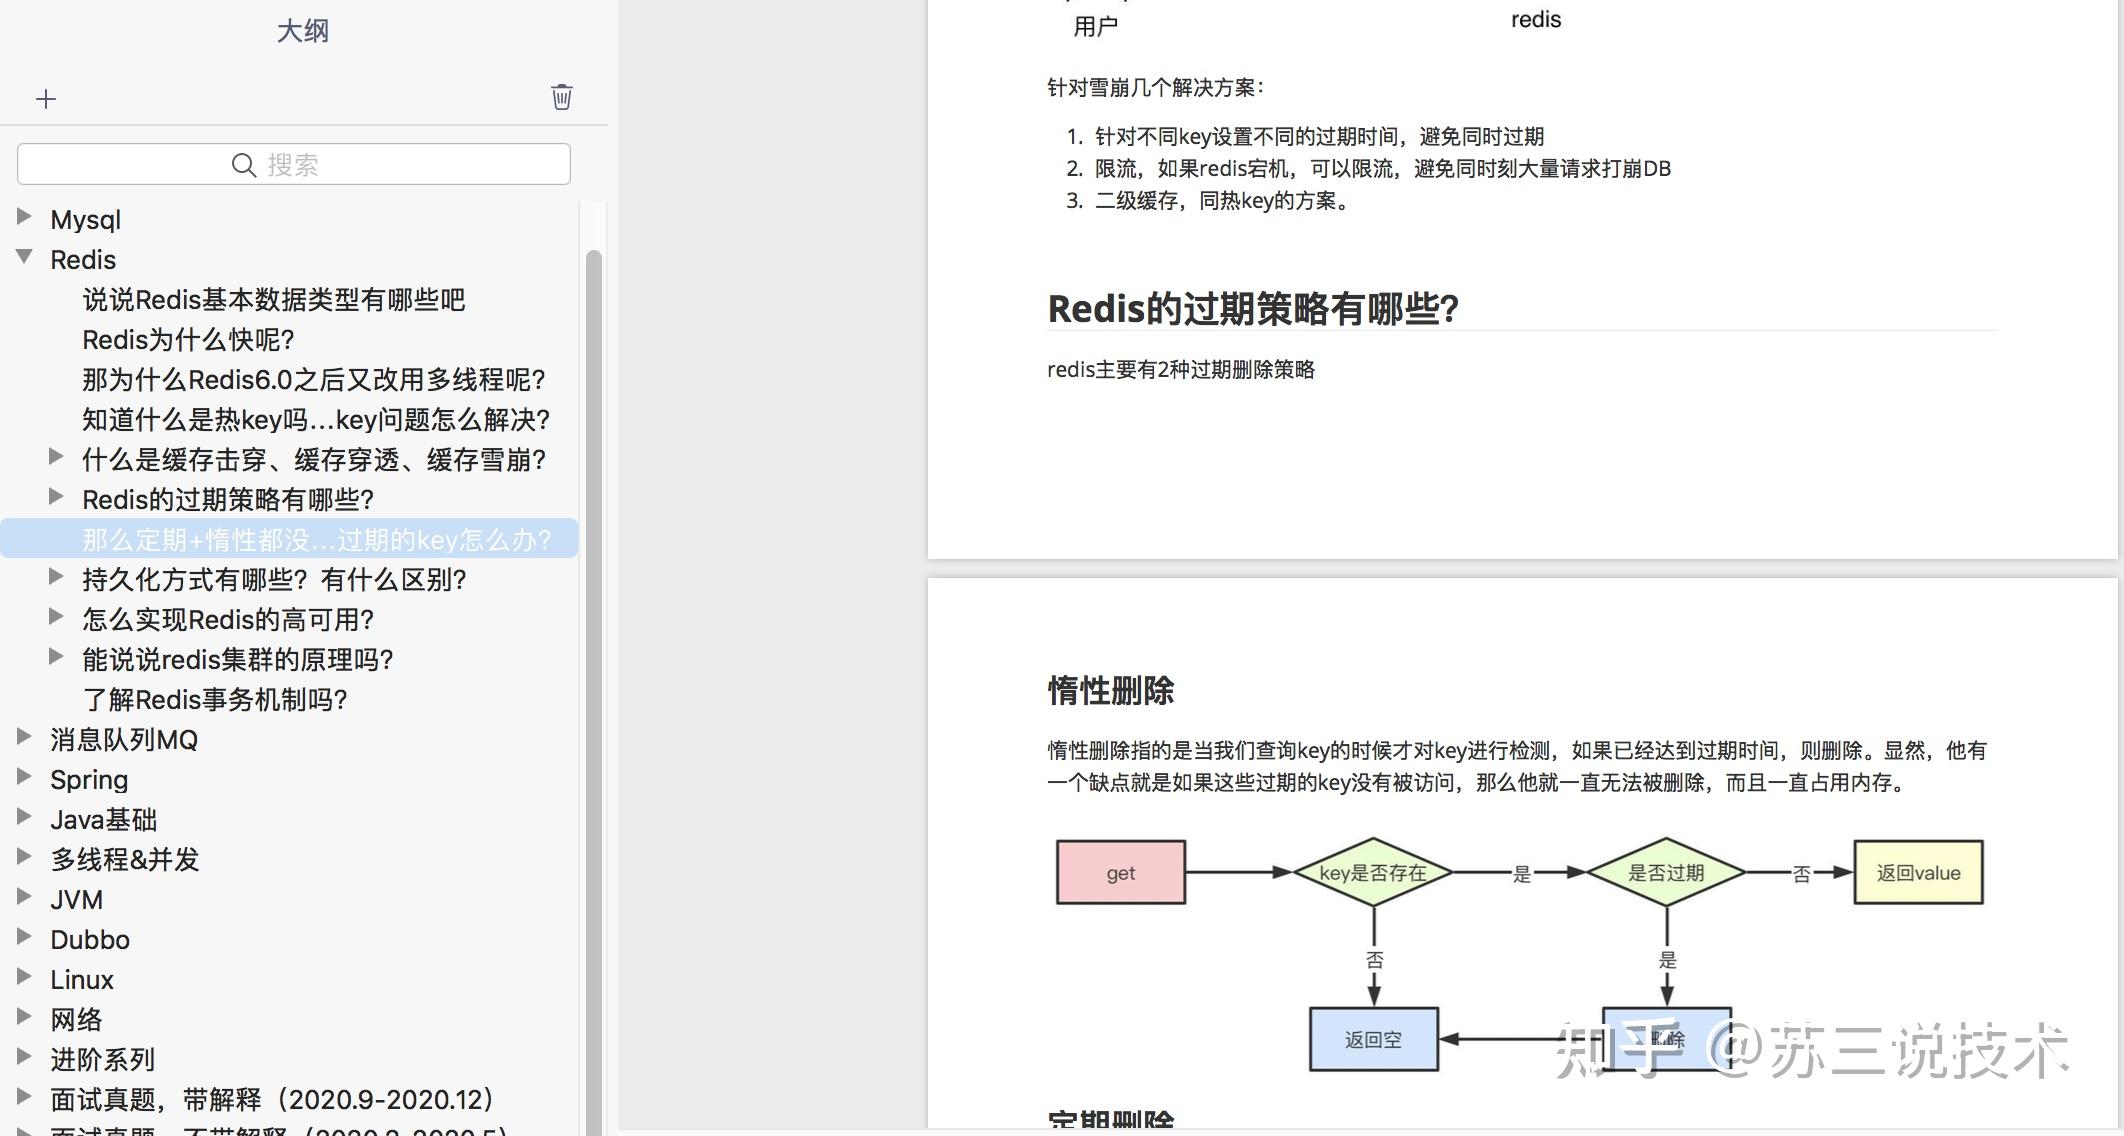 大纲
搜索
Mysql
Redis
说说Redis基本数据类型有哪些吧
Redis为什么快呢?
那为什么Redis6.0之后又改用多线程呢?
知道什么是热key吗...key问题怎么解决?
什么是缓存击穿、缓存穿透、缓存雪崩?
Redis的过期策略有哪些?
那么定期+惰性都没...过期的key怎么办?
持久化方式有哪些？有什么区别?
怎么实现Redis的高可用?
能说说redis集群的原理吗?
了解Redis事务机制吗?
消息队列MQ
Spring
Java基础
多线程&并发
JVM
Dubbo
Linux
网络
进阶系列
面试真题，带解释（2020.9-2020.12）
面试真题，不带解释（2020.2-2020.5）
用户
redis
针对雪崩几个解决方案：
1. 针对不同key设置不同的过期时间，避免同时过期
2. 限流，如果redis宕机，可以限流，避免同时刻大量请求打崩DB
3. 二级缓存，同热key的方案。
Redis的过期策略有哪些?
redis主要有2种过期删除策略
惰性删除
惰性删除指的是当我们查询key的时候才对key进行检测，如果已经达到过期时间，则删除。显然，他有
一个缺点就是如果这些过期的key没有被访问，那么他就一直无法被删除，而且一直占用内存。
get
key是否存在
是
是否过期
否
返回value
否
是
返回空
删除
知乎 @苏三说技术
定期删除